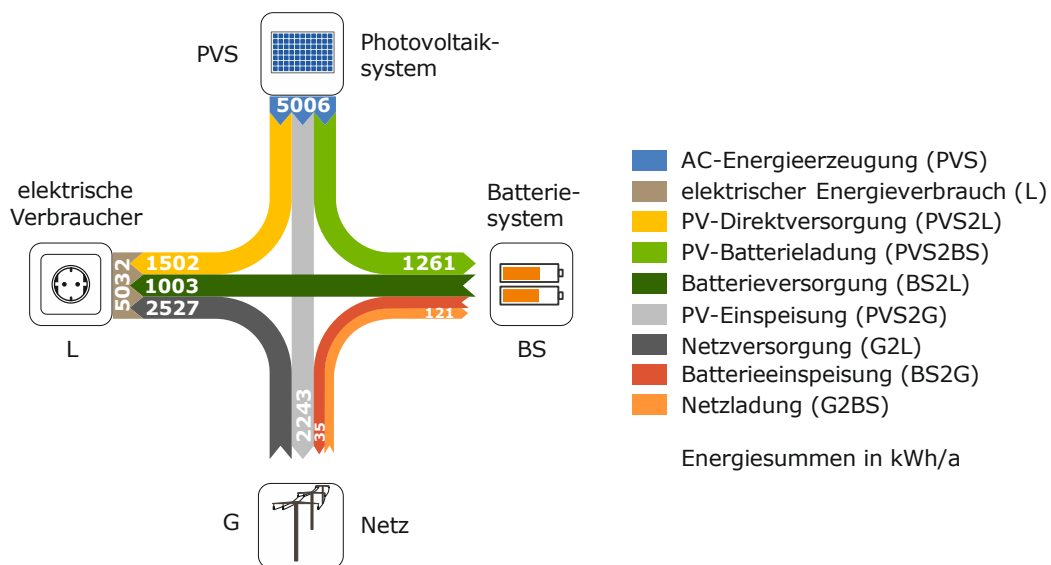 PVS
Photovoltaik-
system
5006
elektrische
Verbraucher
Batterie-
system
5032
1502
1003
2527
1261
121
L
BS
2243
35
G
Netz
AC-Energieerzeugung (PVS)
elektrischer Energieverbrauch (L)
PV-Direktversorgung (PVS2L)
PV-Batterieladung (PVS2BS)
Batterieversorgung (BS2L)
PV-Einspeisung (PVS2G)
Netzversorgung (G2L)
Batterieeinspeisung (BS2G)
Netzladung (G2BS)
Energiesummen in kWh/a